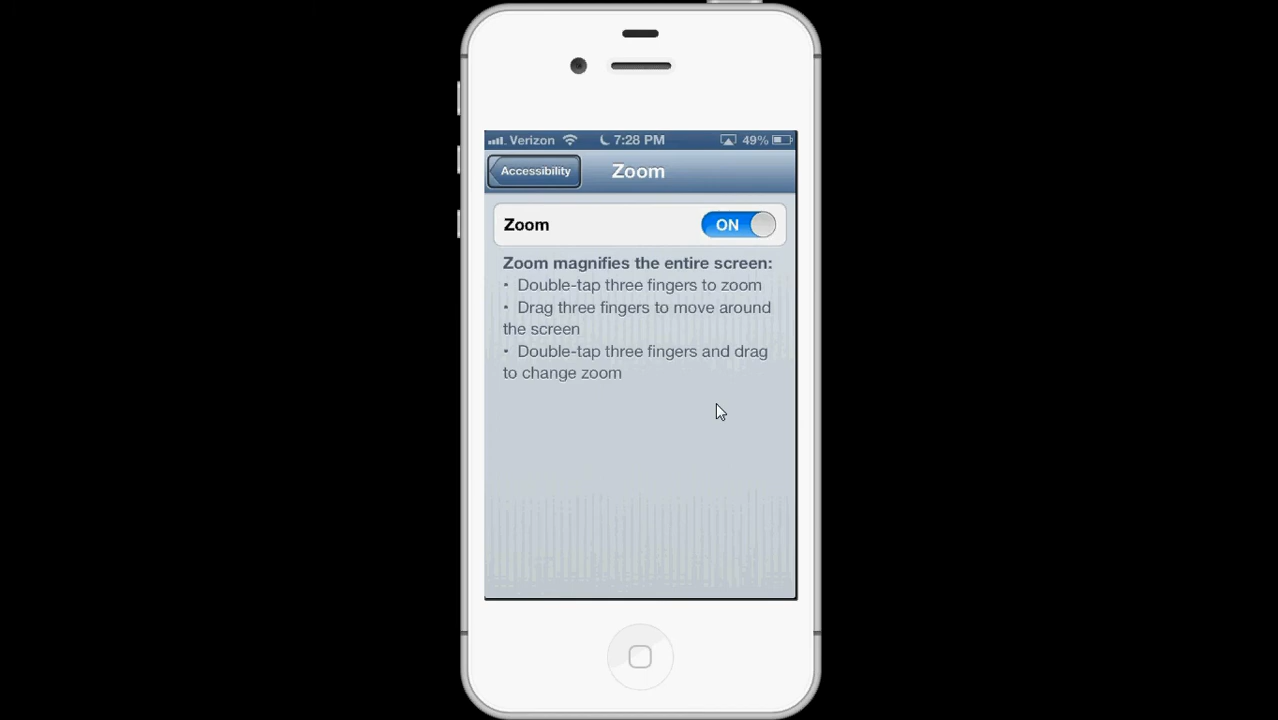 Verizon 7:28 PM 49%
Accessibility Zoom
Zoom ON
Zoom magnifies the entire screen:
• Double-tap three fingers to zoom
• Drag three fingers to move around
the screen
• Double-tap three fingers and drag
to change zoom